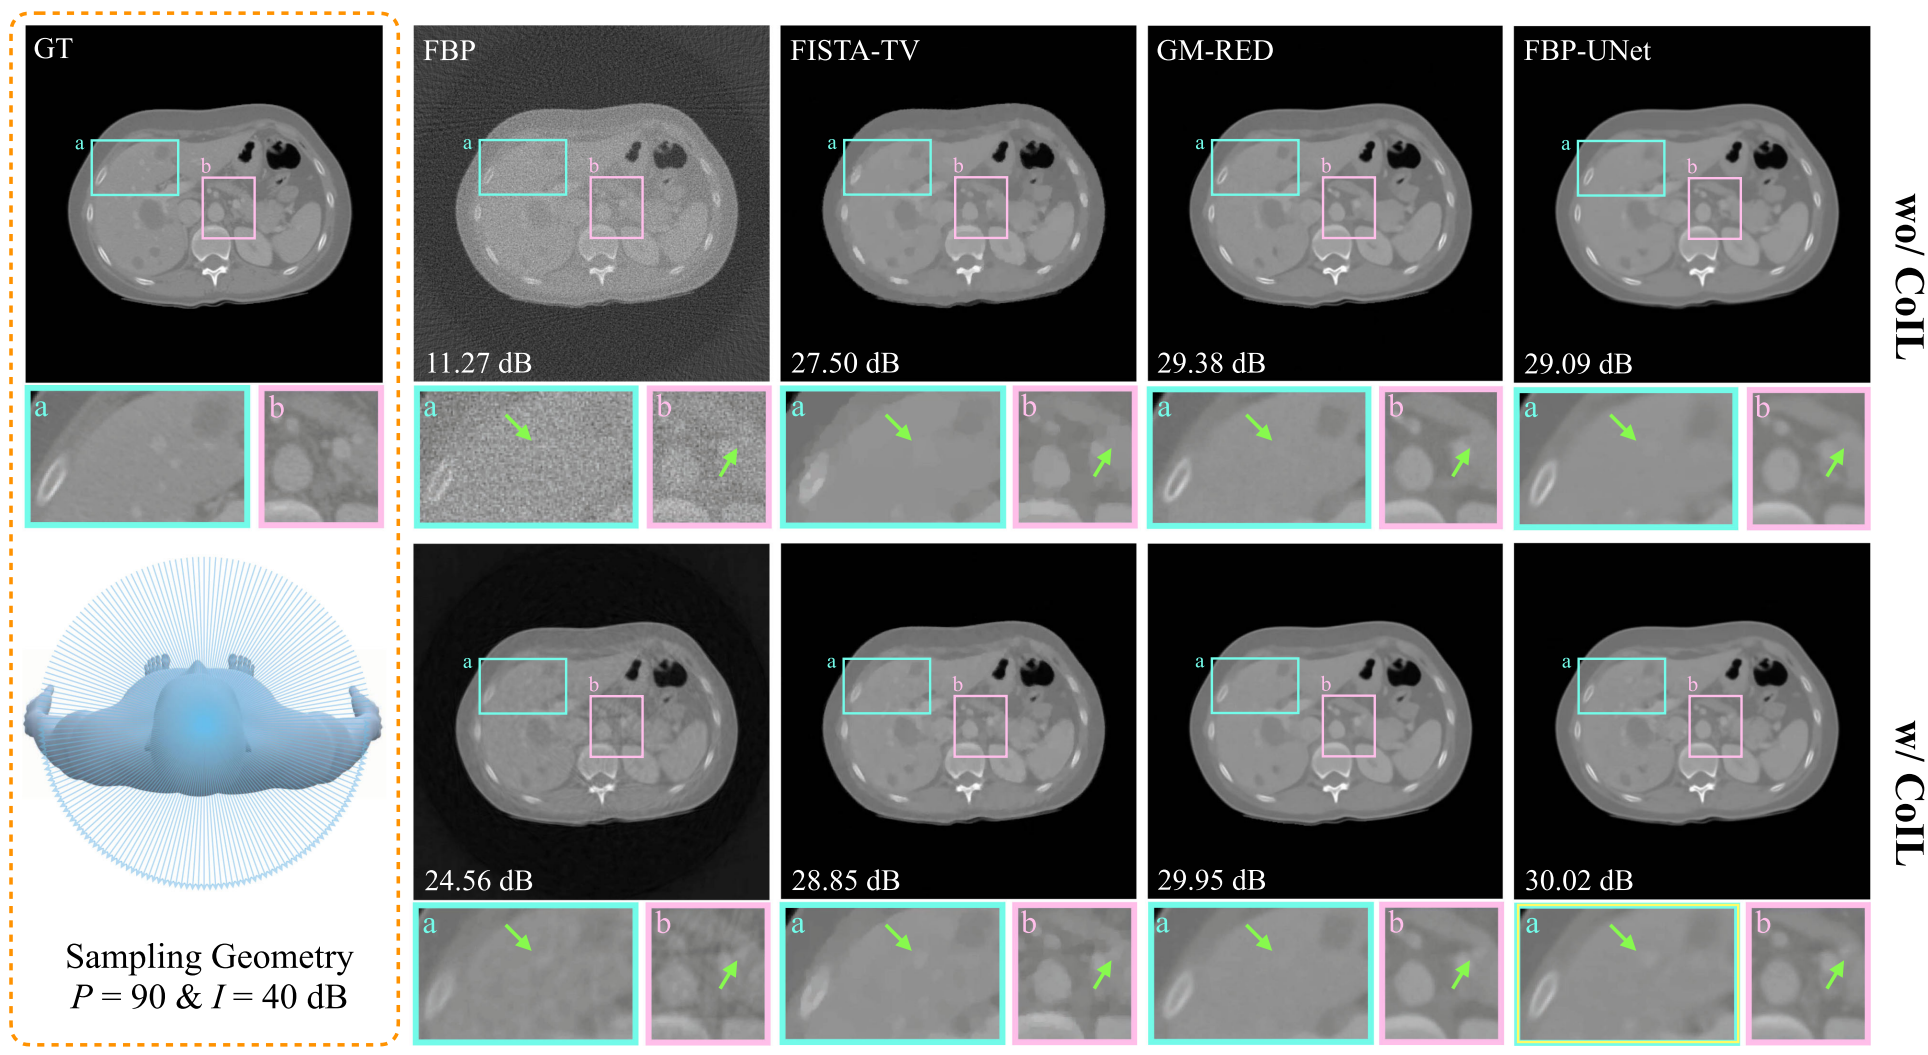 GT
a
b
a
b
Sampling Geometry
P = 90 & I = 40 dB
FBP
a
b
11.27 dB
a
b
FISTA-TV
a
b
27.50 dB
a
b
GM-RED
a
b
29.38 dB
a
b
FBP-UNet
a
b
29.09 dB
a
b
wo/ CoIL
a
b
24.56 dB
a
b
a
b
28.85 dB
a
b
a
b
29.95 dB
a
b
a
b
30.02 dB
a
b
w/ CoIL